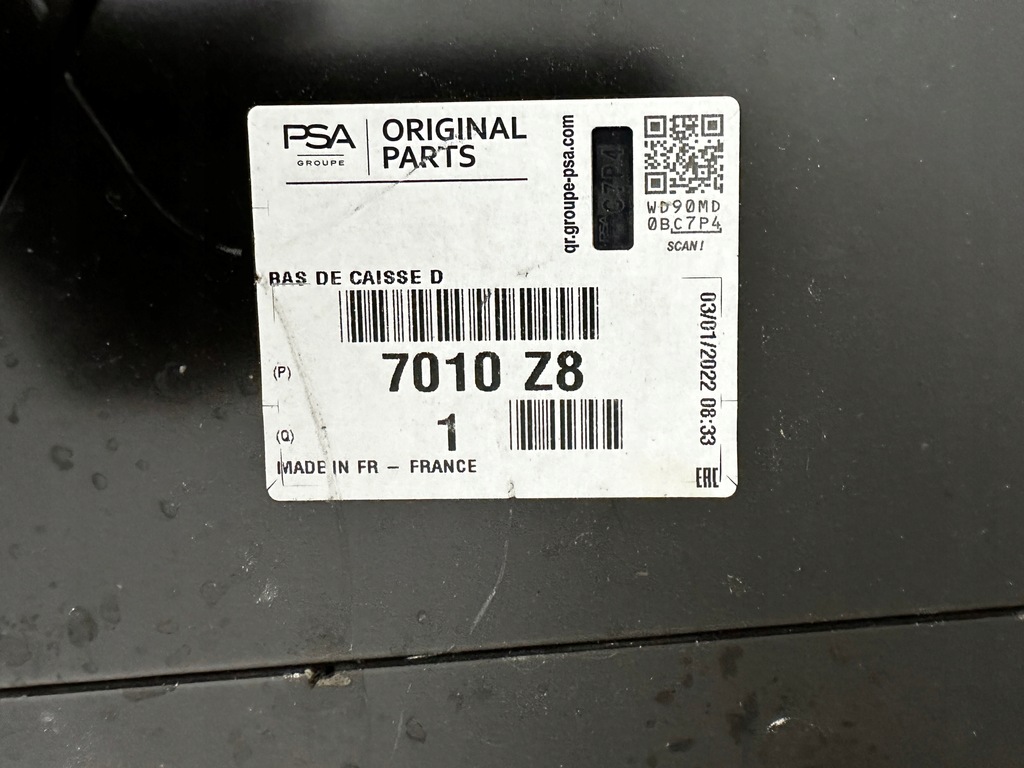 PSA
GROUPE
ORIGINAL
PARTS
qr.groupe-psa.com
C7P4
WD90MD
0BC7P4
SCAN!
BAS DE CAISSE D
(P)
7010 Z8
(Q)
1
MADE IN FR – FRANCE
03/01/2022 08:33
EAC